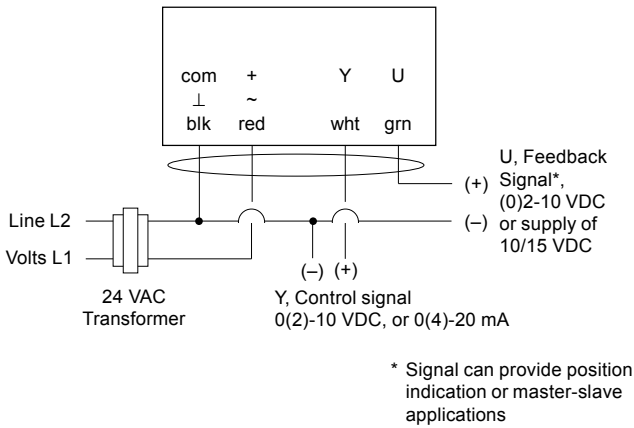 com + Y U
⊥ ~
blk red wht grn
U, Feedback
(+) Signal*,
(0)2-10 VDC
Line L2 (–) or supply of
10/15 VDC
Volts L1
(–) (+)
24 VAC
Transformer
Y, Control signal
0(2)-10 VDC, or 0(4)-20 mA
* Signal can provide position
indication or master-slave
applications